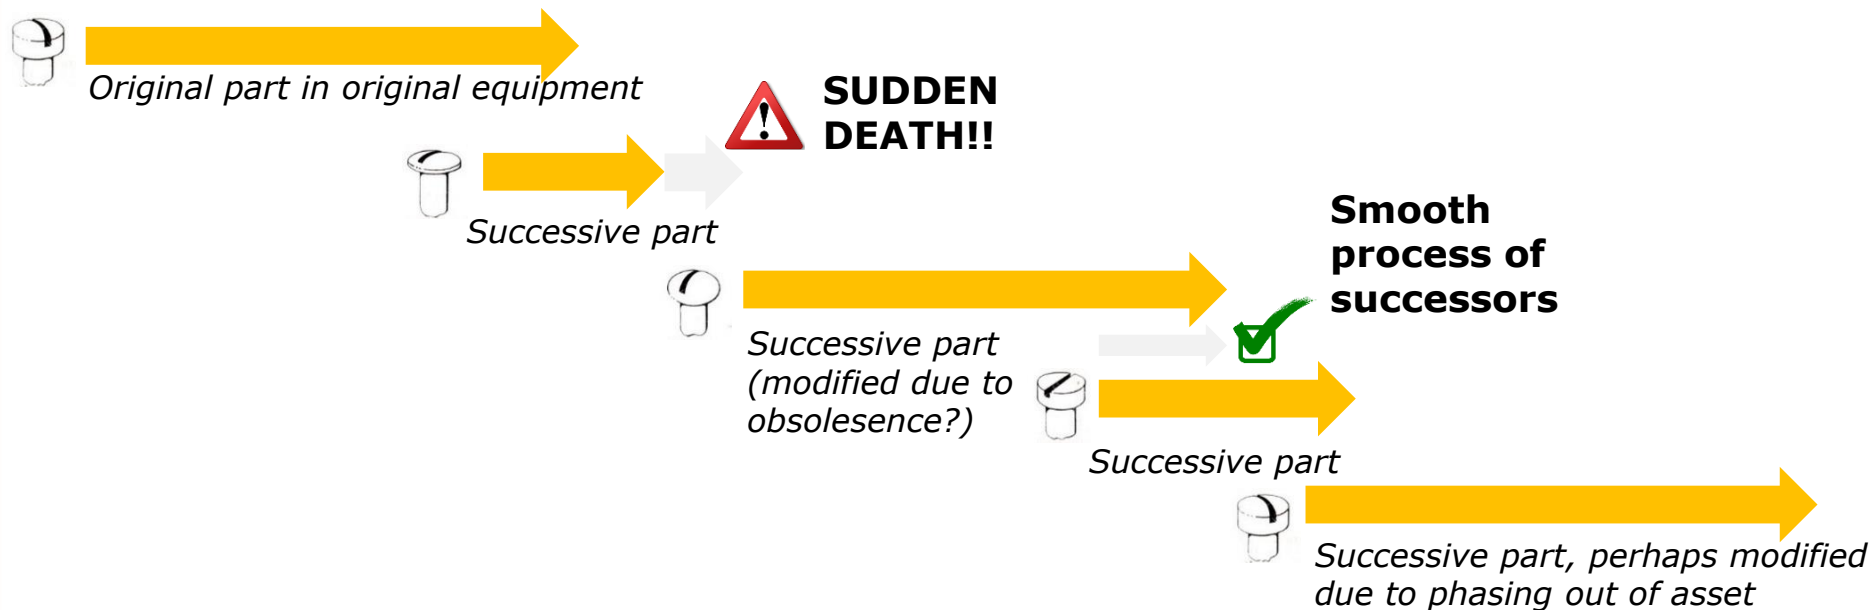 Original part in original equipment
SUDDEN
DEATH!!
Successive part
Smooth
process of
successors
Successive part
(modified due to
obsolesence?)
Successive part
Successive part, perhaps modified
due to phasing out of asset